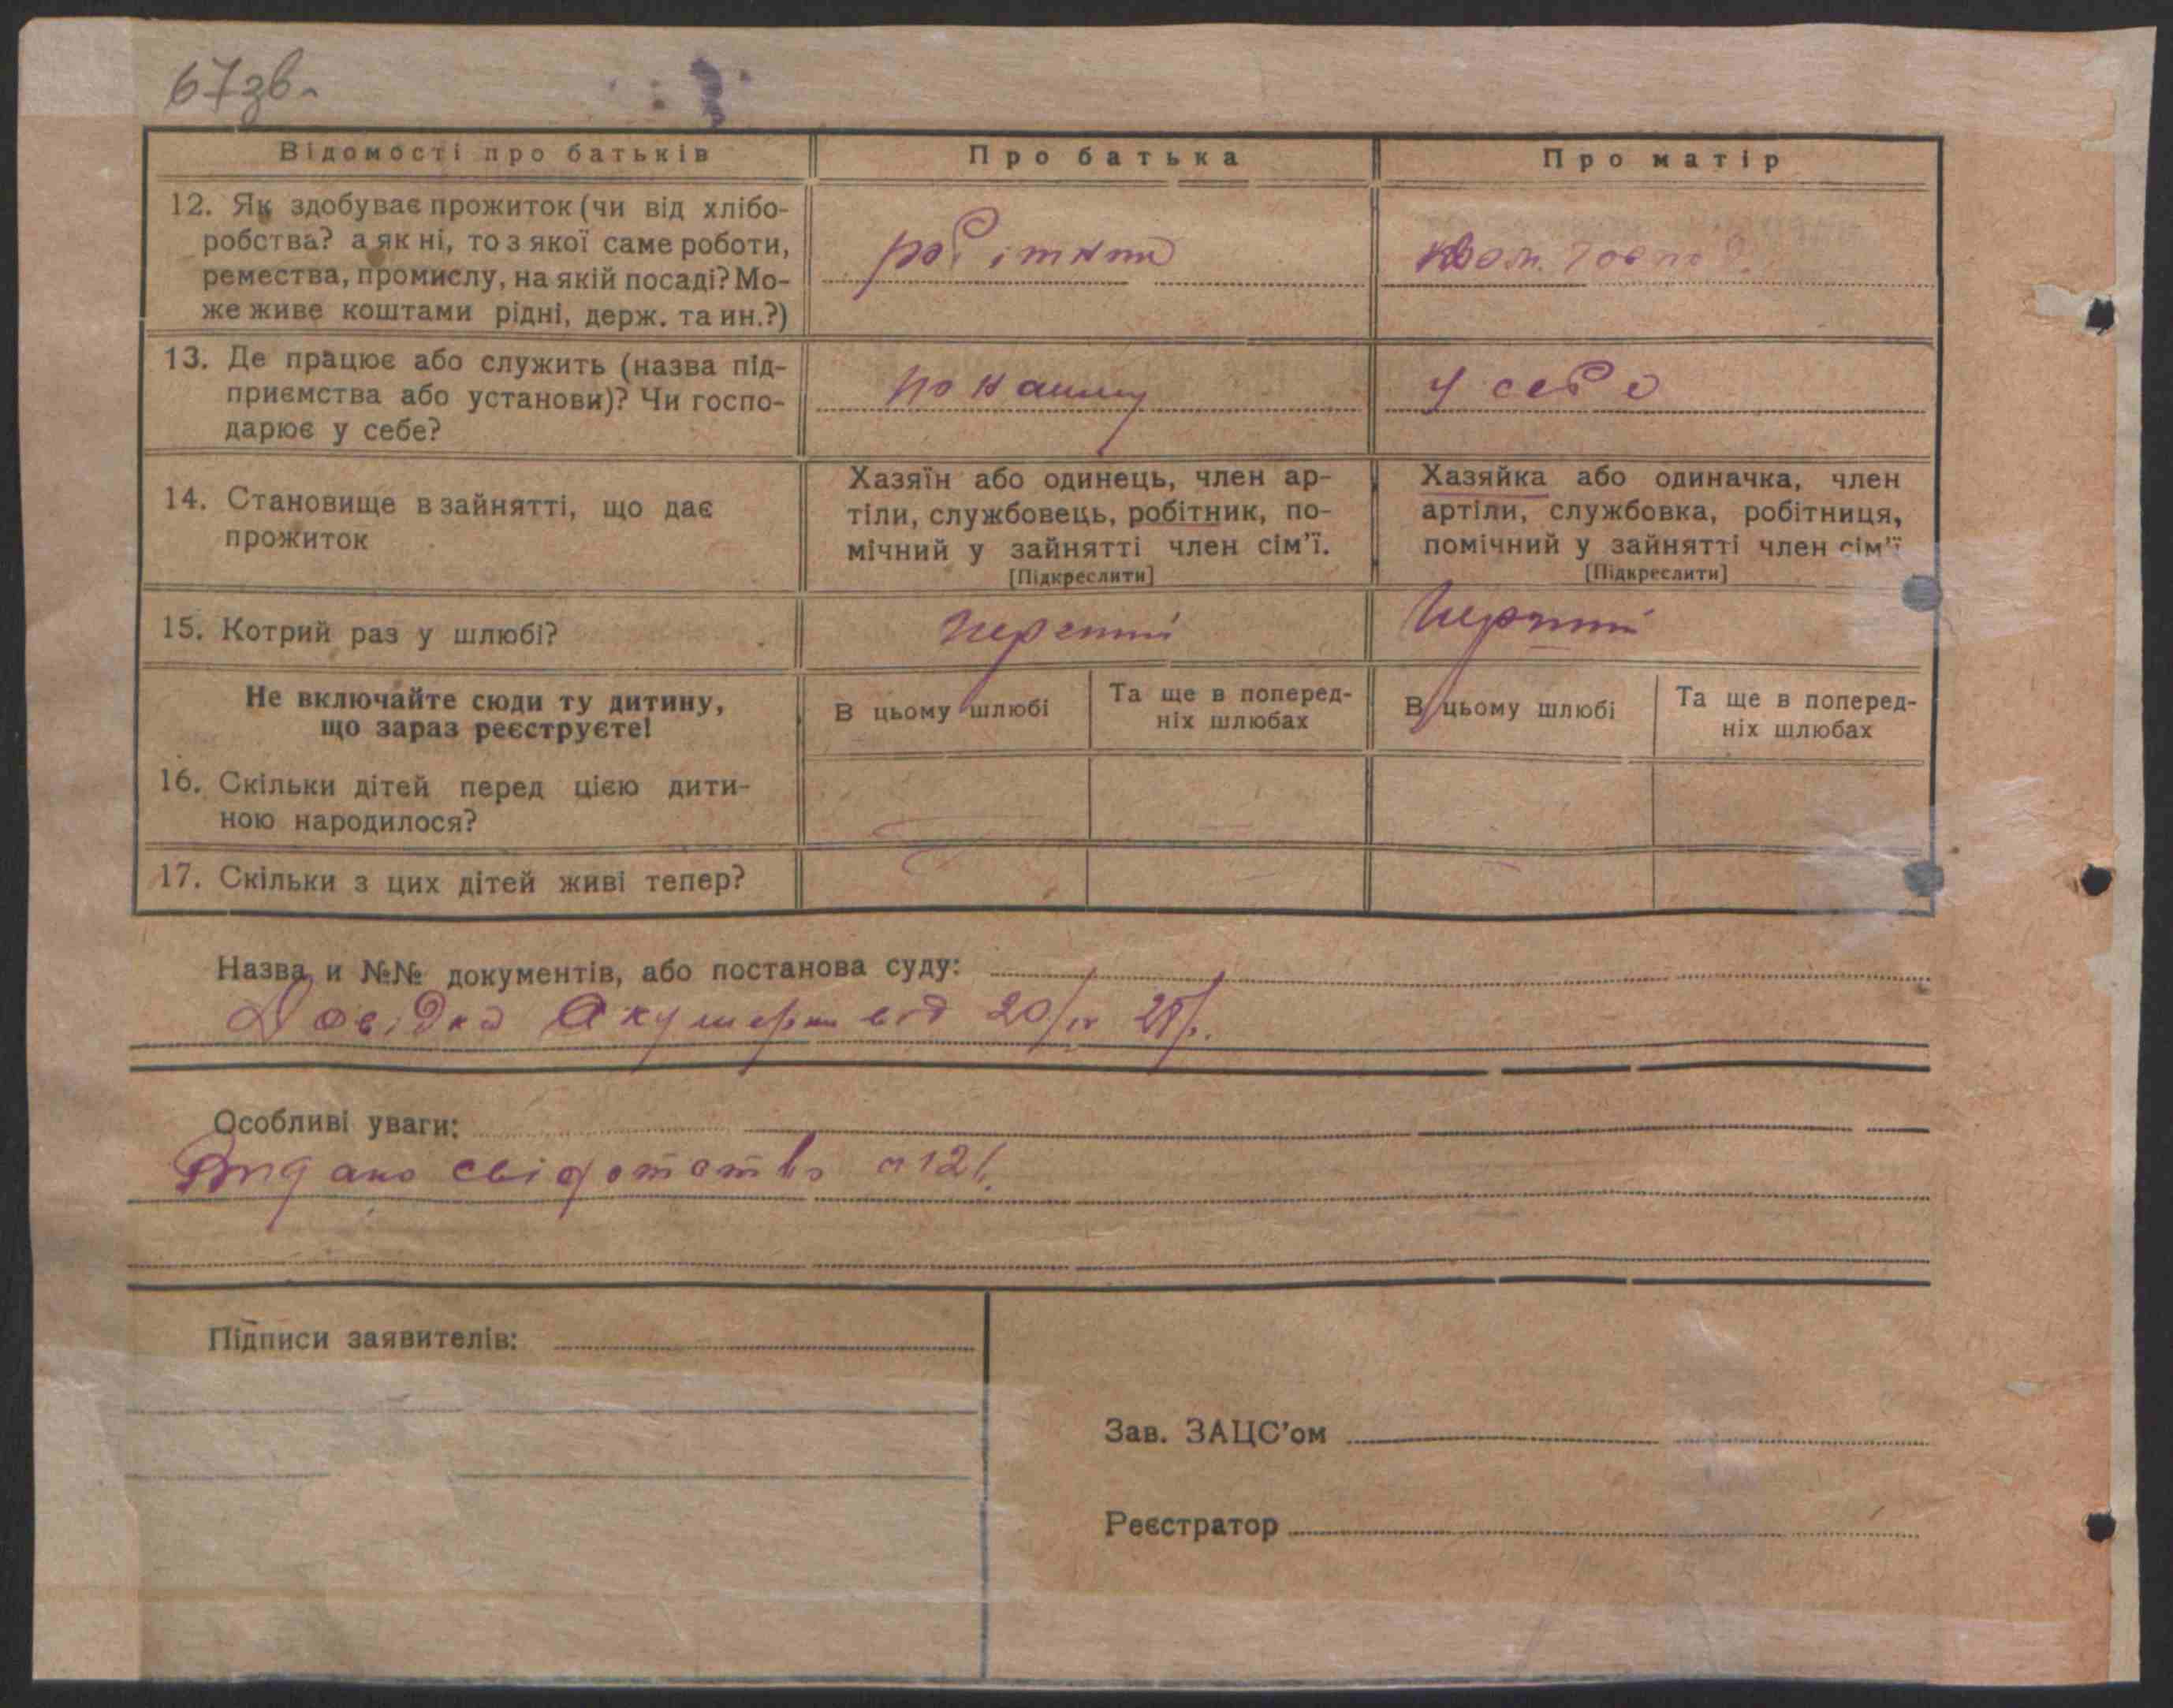 67зв.
Відомості про батьків
Про батька
Про матір
12. Як здобуває прожиток (чи від хлібо-
робства? а як ні, то з якої саме роботи,
ремества, промислу, на якій посаді? Мо-
же живе коштами рідні, держ. та ин.?)
робітник
дом. госпо
13. Де працює або служить (назва під-
приємства або установи)? Чи госпо-
дарює у себе?
по найму
у себе
14. Становище в зайнятті, що дає
прожиток
Хазяїн або одинець, член ар-
тіли, службовець, робітник, по-
мічний у зайнятті член сім'ї.
[Підкреслити]
Хазяйка або одиначка, член
артіли, службовка, робітниця,
помічний у зайнятті член сім'ї
[Підкреслити]
15. Котрий раз у шлюбі?
перший
перший
Не включайте сюди ту дитину,
що зараз реєструєте!
В цьому шлюбі
Та ще в поперед-
ніх шлюбах
В цьому шлюбі
Та ще в поперед-
ніх шлюбах
16. Скільки дітей перед цією дити-
ною народилося?
17. Скільки з цих дітей живі тепер?
Назва и №№ документів, або постанова суду:
Довідка Акушерки від 20/IV
Особливі уваги:
Видано свідотство
Підписи заявителів:
Зав. ЗАЦС'ом
Реєстратор